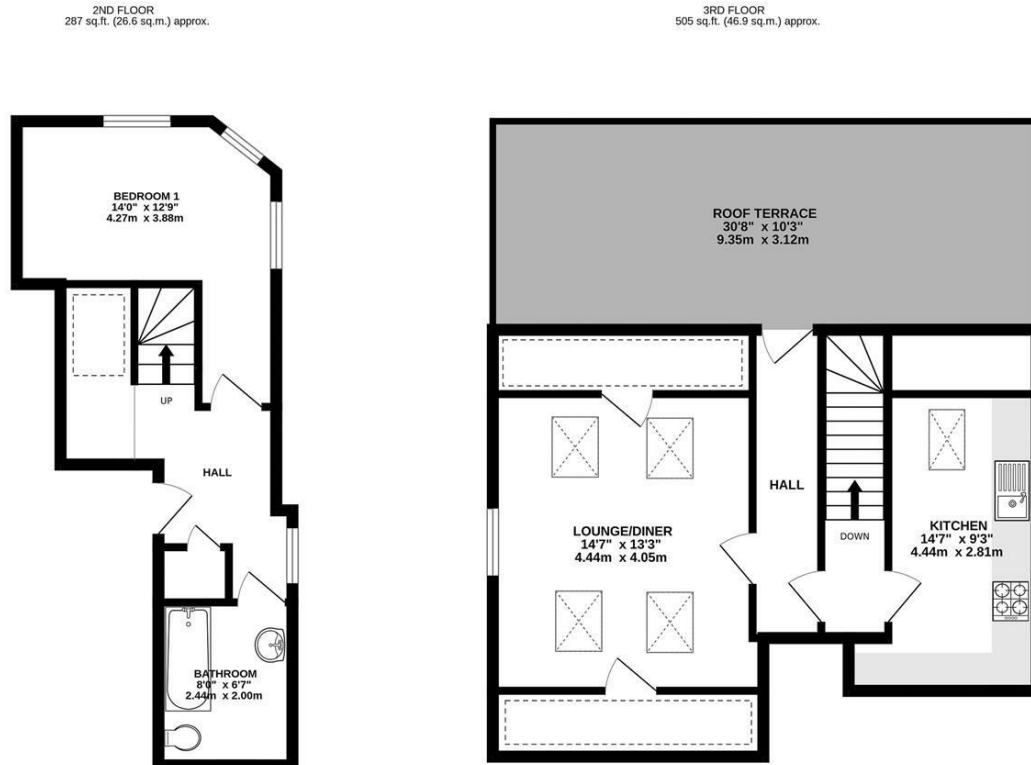 2ND FLOOR
287 sq.ft. (26.6 sq.m.) approx.
3RD FLOOR
505 sq.ft. (46.9 sq.m.) approx.
BEDROOM 1
14'0" x 12'9"
4.27m x 3.88m
UP
HALL
BATHROOM
8'0" x 6'7"
2.44m x 2.00m
ROOF TERRACE
30'8" x 10'3"
9.35m x 3.12m
HALL
LOUNGE/DINER
14'7" x 13'3"
4.44m x 4.05m
DOWN
KITCHEN
14'7" x 9'3"
4.44m x 2.81m